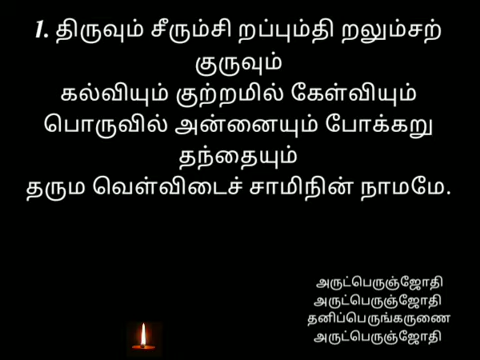 1. திருவும் சீரும்சி றப்பும்தி றலும்சற்
குருவும்
கல்வியும் குற்றமில் கேள்வியும்
பொருவில் அன்னையும் போக்கறு
தந்தையும்
தரும வெள்விடைச் சாமிநின் நாமமே.
அருட்பெருஞ்ஜோதி
அருட்பெருஞ்ஜோதி
தனிப்பெருங்கருணை
அருட்பெருஞ்ஜோதி